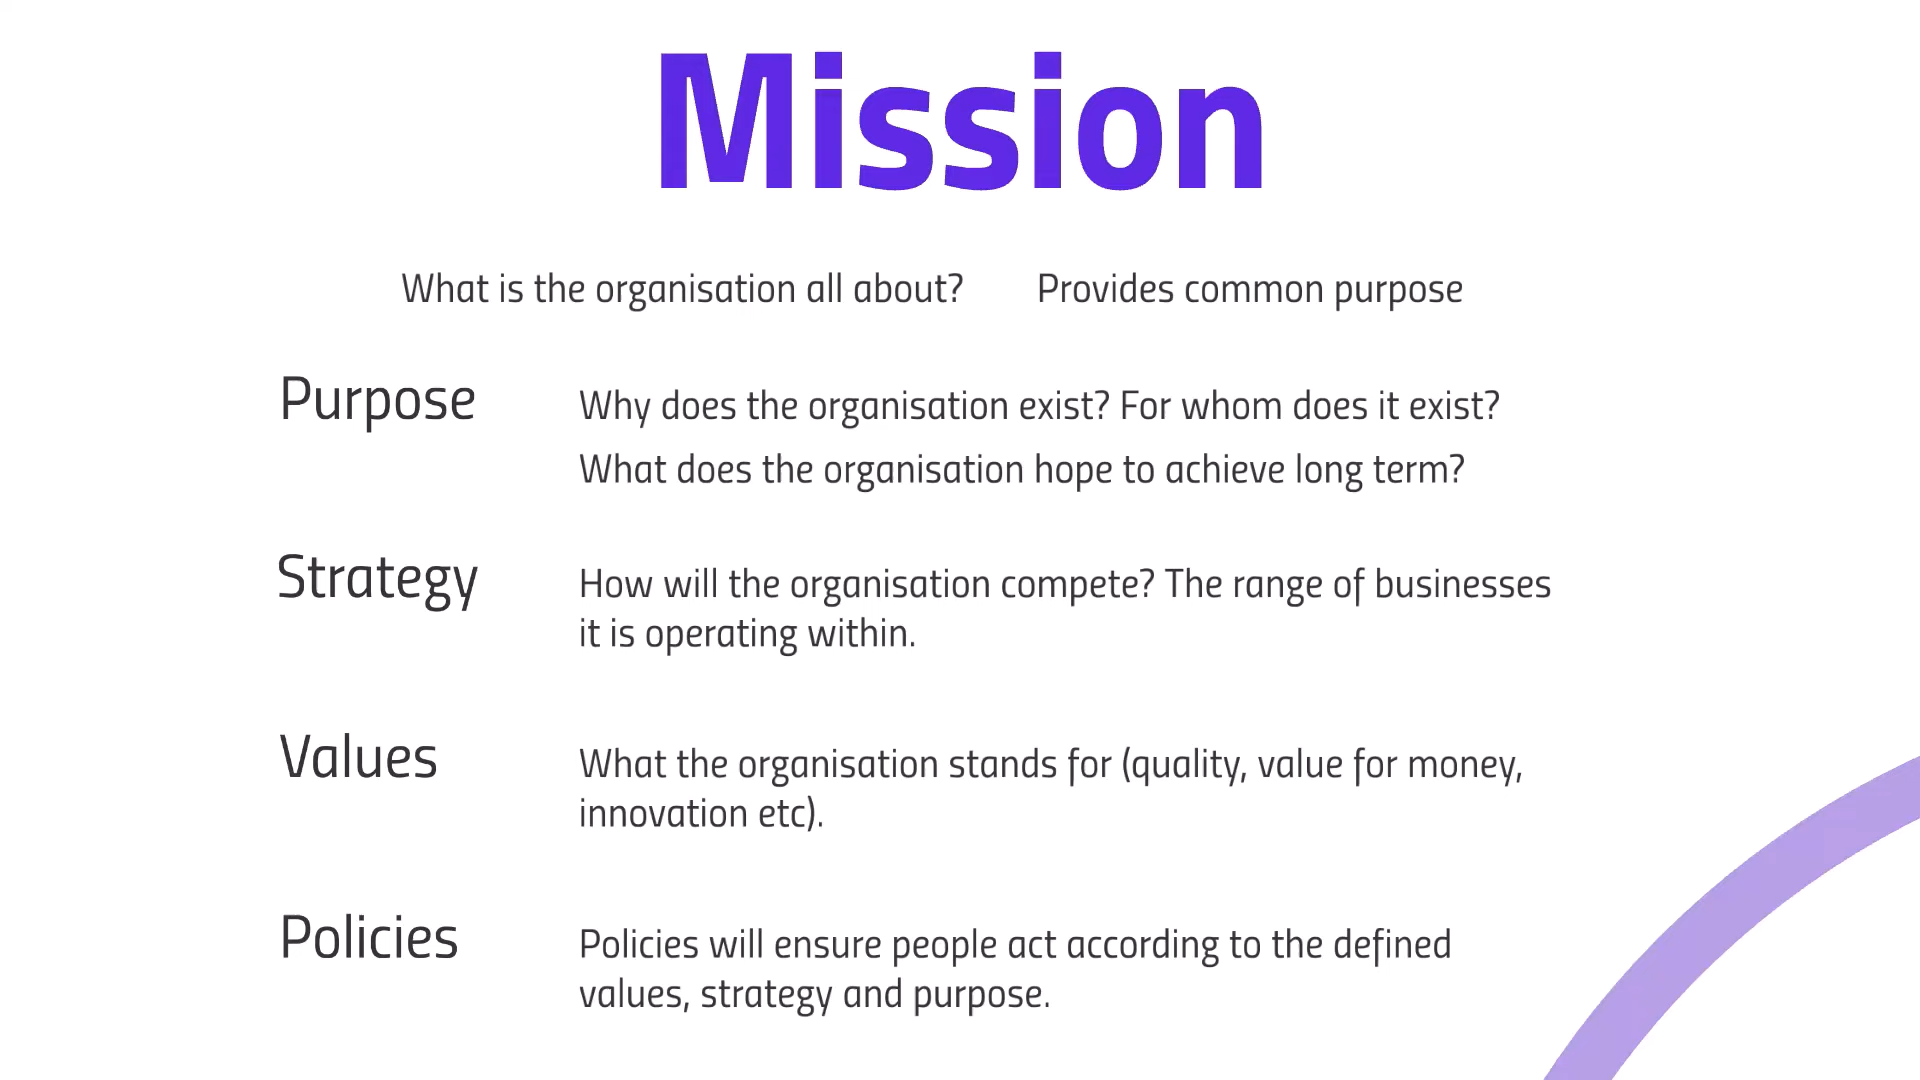 Mission
What is the organisation all about? Provides common purpose
Purpose
Why does the organisation exist? For whom does it exist?
What does the organisation hope to achieve long term?
Strategy
How will the organisation compete? The range of businesses
it is operating within.
Values
What the organisation stands for (quality, value for money,
innovation etc).
Policies
Policies will ensure people act according to the defined
values, strategy and purpose.